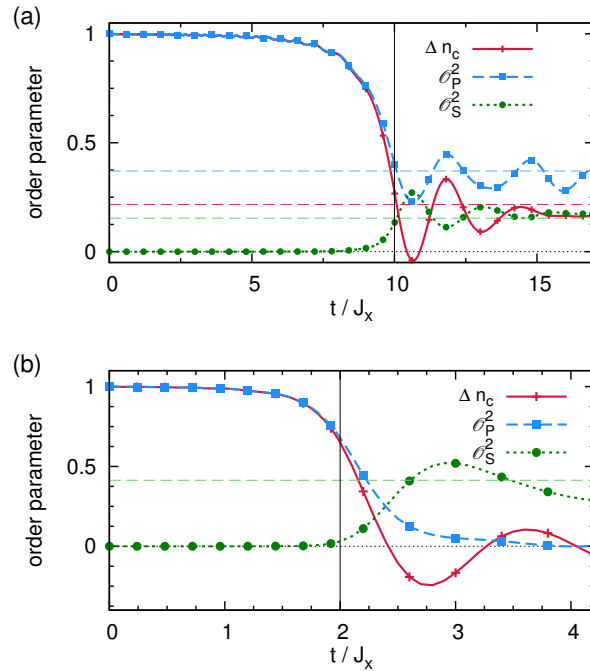 (a)
order parameter
1
0.5
0
Δ n_c
𝒪_P^2
𝒪_S^2
0 5 10 15
t / J_x
(b)
order parameter
1
0.5
0
Δ n_c
𝒪_P^2
𝒪_S^2
0 1 2 3 4
t / J_x